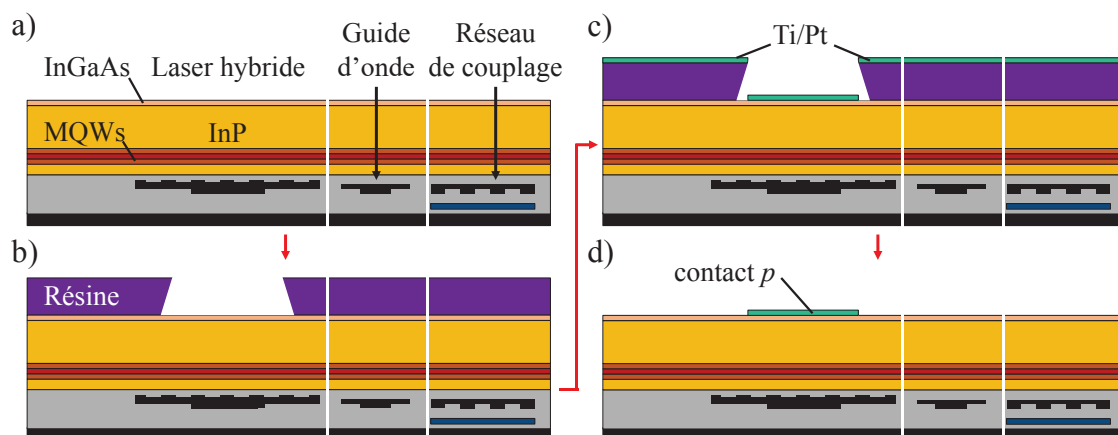 a)
Guide
d'onde
Réseau
de couplage
InGaAs
Laser hybride
MQWs
InP
b)
Résine
c)
Ti/Pt
d)
contact p